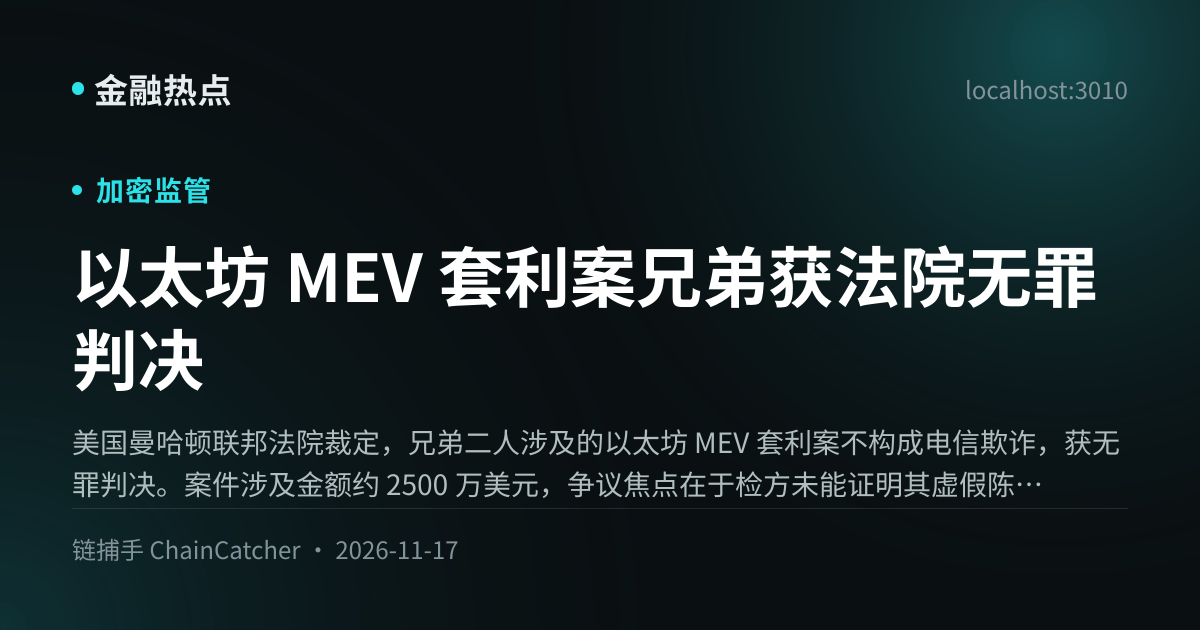 金融热点
localhost:3010
加密监管
以太坊 MEV 套利案兄弟获法院无罪
判决
美国曼哈顿联邦法院裁定，兄弟二人涉及的以太坊 MEV 套利案不构成电信欺诈，获无
罪判决。案件涉及金额约 2500 万美元，争议焦点在于检方未能证明其虚假陈…
链捕手 ChainCatcher • 2026-11-17